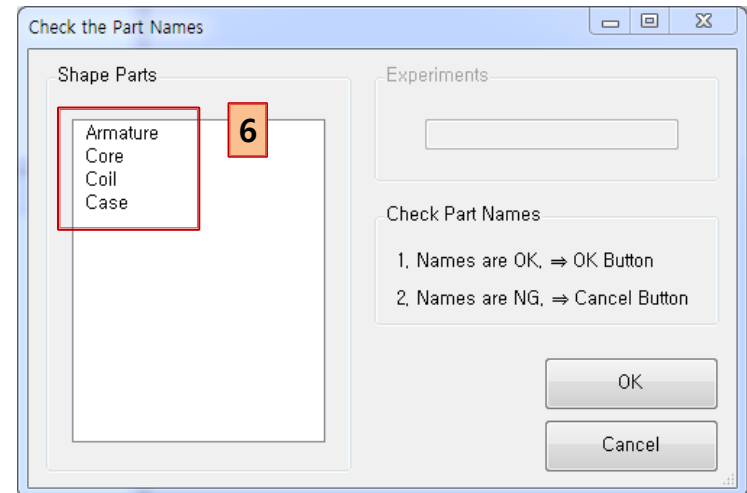 Check the Part Names
Shape Parts
Armature
Core
Coil
Case
6
Experiments
Check Part Names
1, Names are OK, ⇒ OK Button
2, Names are NG, ⇒ Cancel Button
OK
Cancel